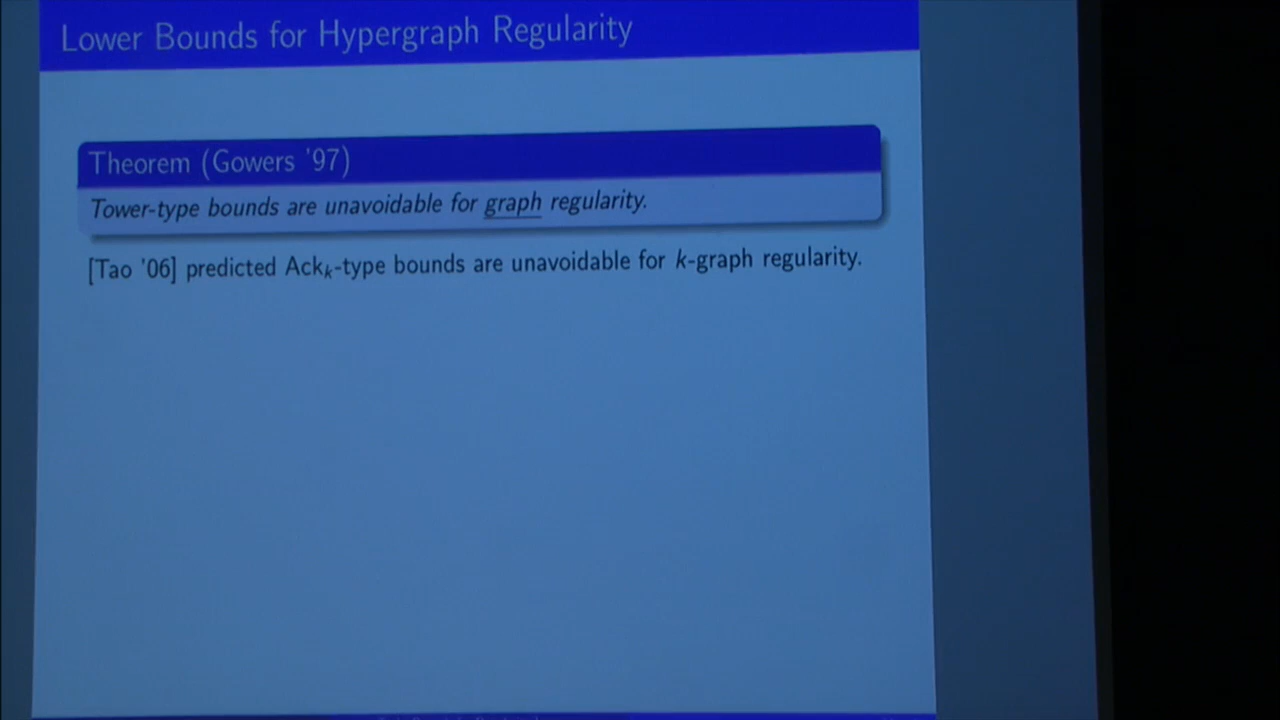 Lower Bounds for Hypergraph Regularity
Theorem (Gowers '97)
Tower-type bounds are unavoidable for graph regularity.
[Tao '06] predicted Ackₖ-type bounds are unavoidable for k-graph regularity.